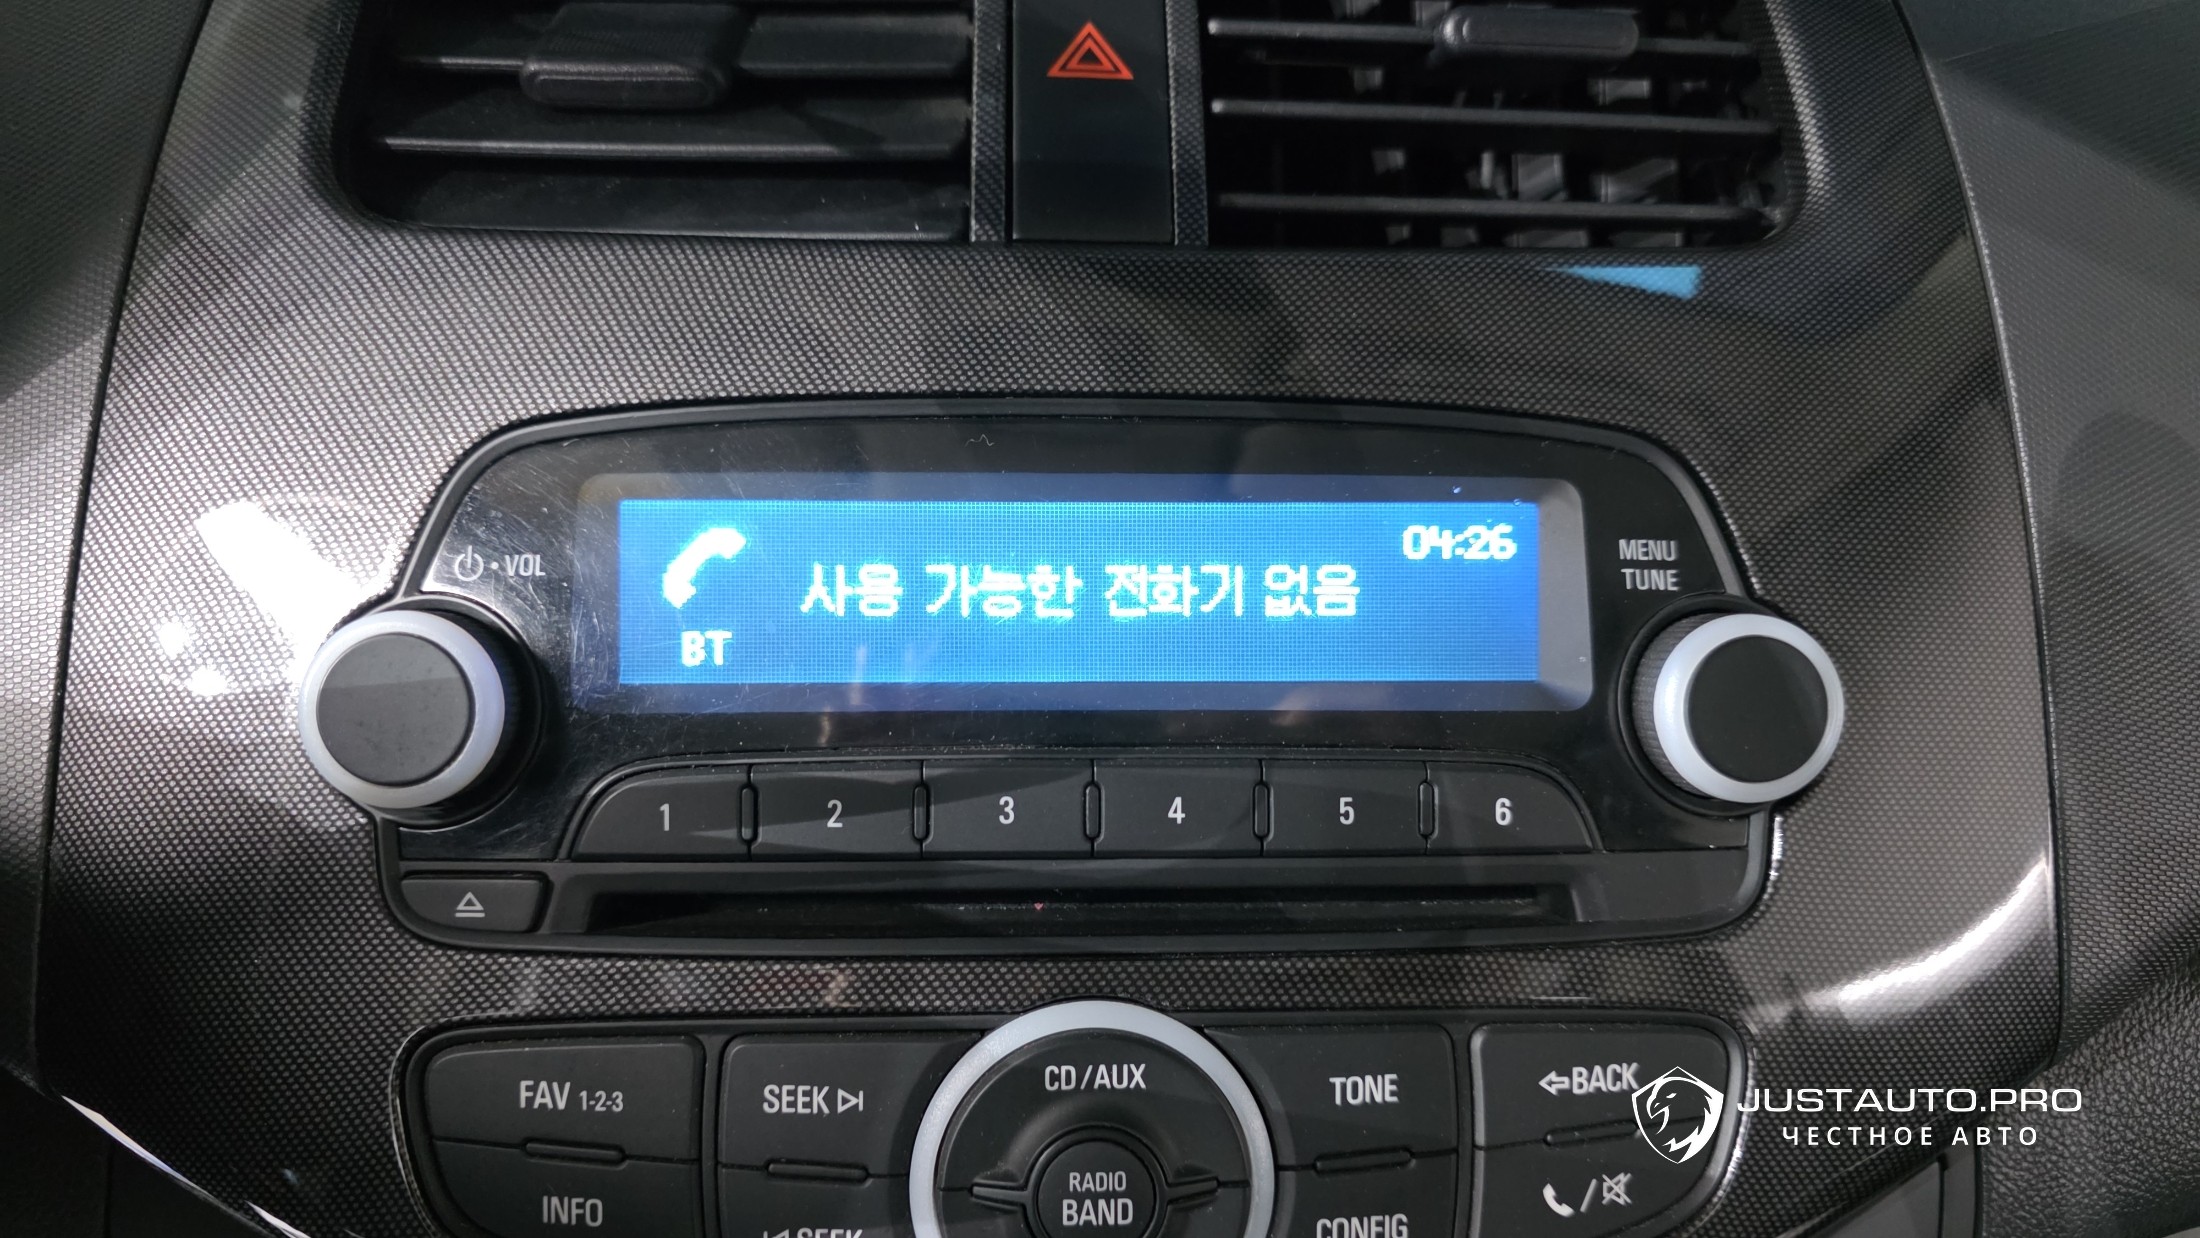 ⏻·VOL
04:26
사용 가능한 전화기 없음
BT
MENU
TUNE
1 2 3 4 5 6
FAV 1-2-3
SEEK
CD/AUX
TONE
BACK
INFO
SEEK
RADIO
BAND
CONFIG
JUSTAUTO.PRO
ЧЕСТНОЕ АВТО